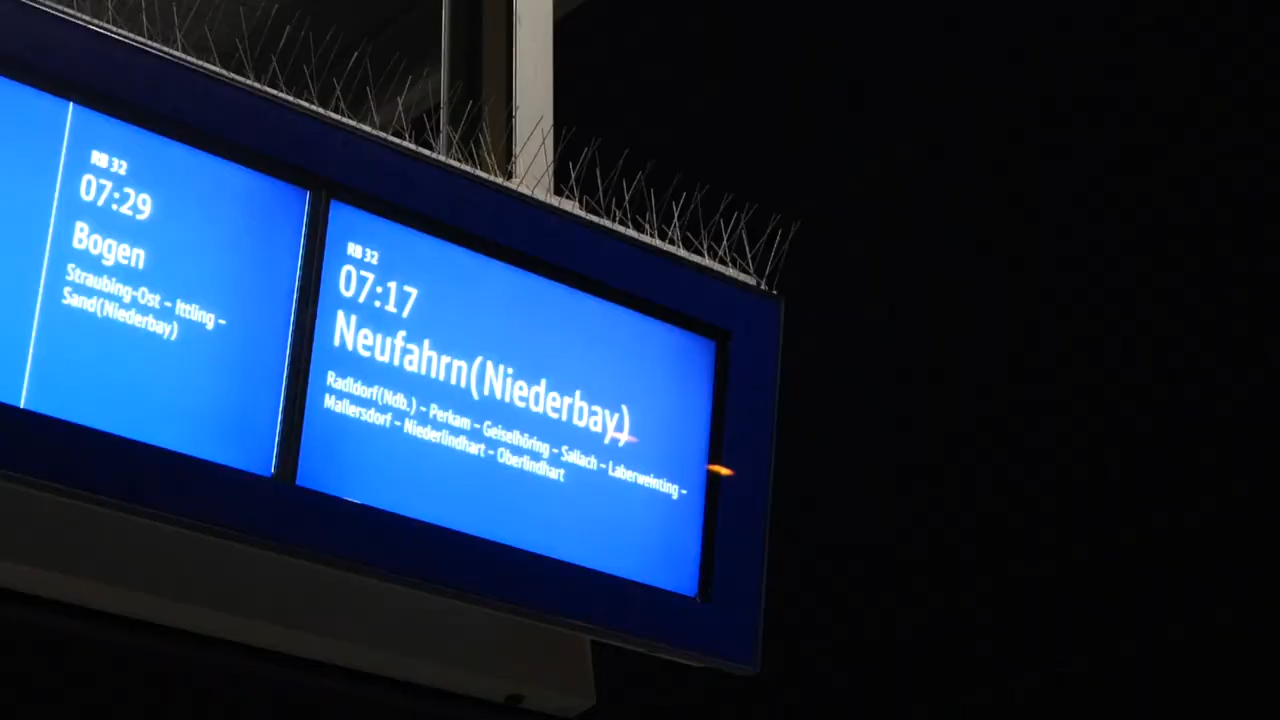 RB 32
07:29
Bogen
Straubing-Ost – Ittling –
Sand(Niederbay)
RB 32
07:17
Neufahrn(Niederbay)
Radldorf(Ndb.) – Perkam – Geiselhöring – Sallach – Laberweinting –
Mallersdorf – Niederlindhart – Oberlindhart